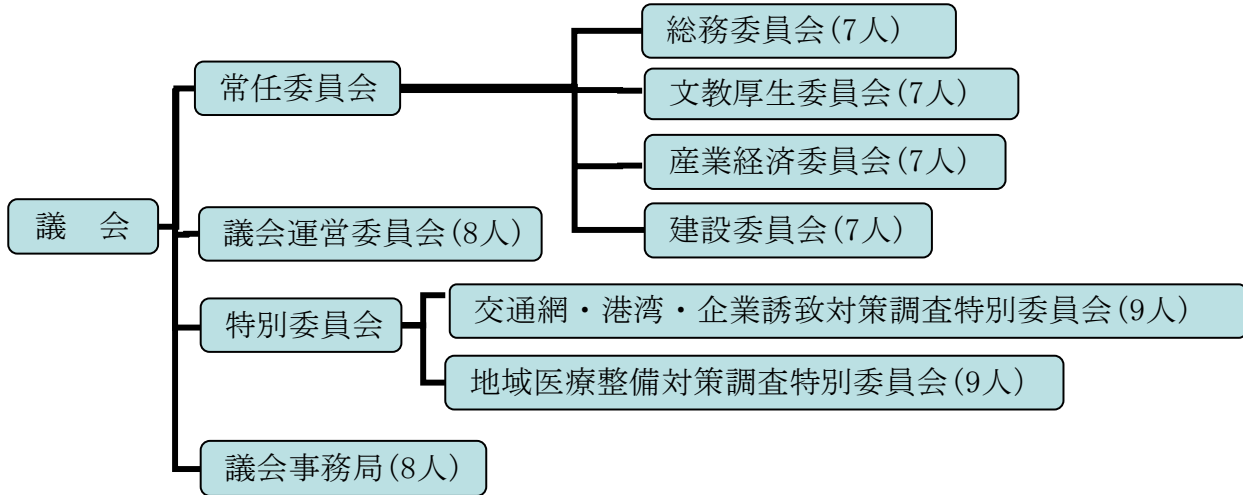 議　会
常任委員会
総務委員会(7人)
文教厚生委員会(7人)
産業経済委員会(7人)
建設委員会(7人)
議会運営委員会(8人)
特別委員会
交通網・港湾・企業誘致対策調査特別委員会(9人)
地域医療整備対策調査特別委員会(9人)
議会事務局(8人)